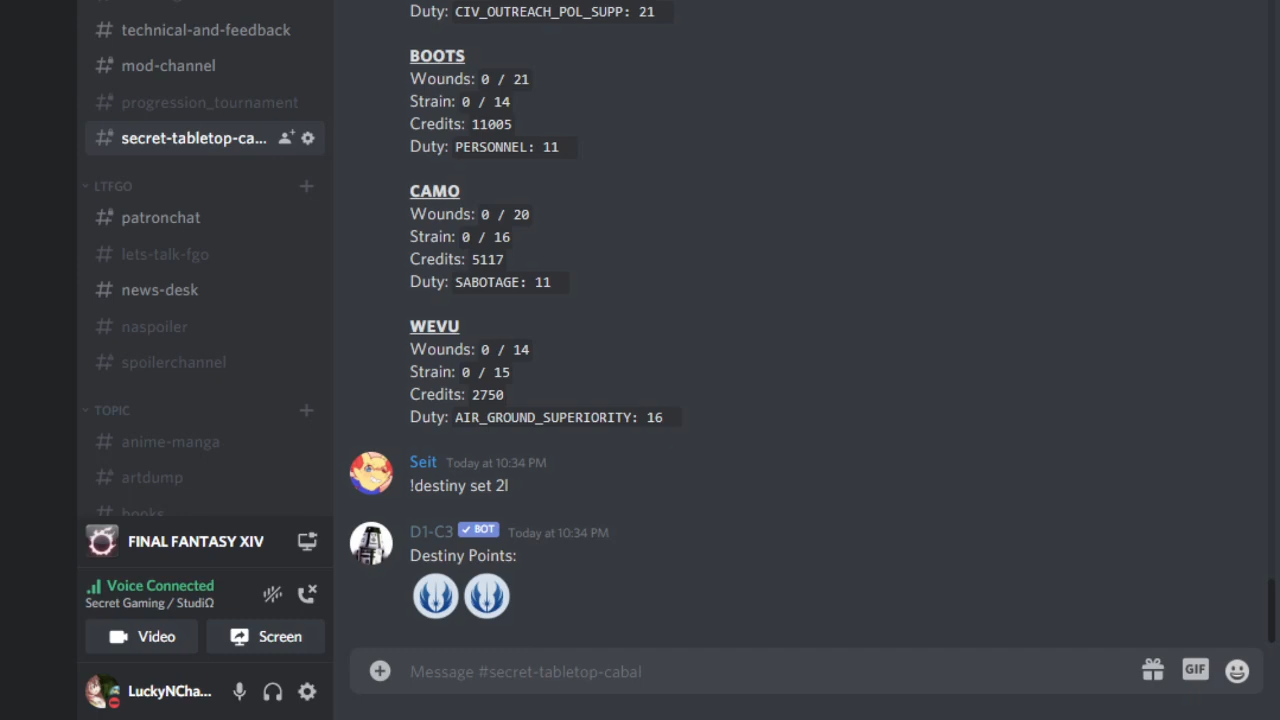 technical-and-feedback
mod-channel
progression_tournament
secret-tabletop-ca...
LTFGO
patronchat
lets-talk-fgo
news-desk
naspoiler
spoilerchannel
TOPIC
anime-manga
artdump
books
FINAL FANTASY XIV
Voice Connected
Secret Gaming / StudiΩ
Video
Screen
LuckyNCha...
Duty: CIV_OUTREACH_POL_SUPP: 21
BOOTS
Wounds: 0 / 21
Strain: 0 / 14
Credits: 11005
Duty: PERSONNEL: 11
CAMO
Wounds: 0 / 20
Strain: 0 / 16
Credits: 5117
Duty: SABOTAGE: 11
WEVU
Wounds: 0 / 14
Strain: 0 / 15
Credits: 2750
Duty: AIR_GROUND_SUPERIORITY: 16
Seit Today at 10:34 PM
!destiny set 2l
D1-C3 BOT Today at 10:34 PM
Destiny Points:
Message #secret-tabletop-cabal
GIF